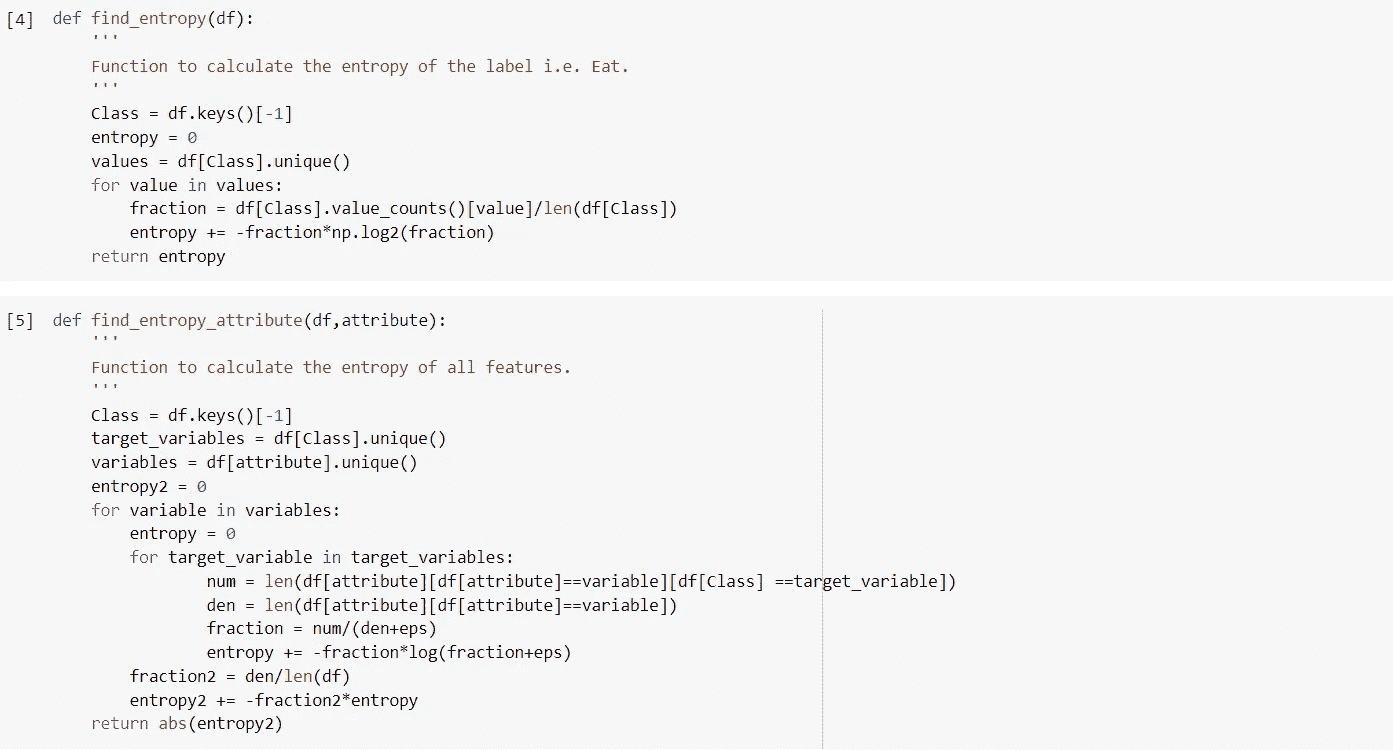 [4] def find_entropy(df):
'''
Function to calculate the entropy of the label i.e. Eat.
'''
Class = df.keys()[-1]
entropy = 0
values = df[Class].unique()
for value in values:
fraction = df[Class].value_counts()[value]/len(df[Class])
entropy += -fraction*np.log2(fraction)
return entropy
[5] def find_entropy_attribute(df,attribute):
'''
Function to calculate the entropy of all features.
'''
Class = df.keys()[-1]
target_variables = df[Class].unique()
variables = df[attribute].unique()
entropy2 = 0
for variable in variables:
entropy = 0
for target_variable in target_variables:
num = len(df[attribute][df[attribute]==variable][df[Class] ==target_variable])
den = len(df[attribute][df[attribute]==variable])
fraction = num/(den+eps)
entropy += -fraction*log(fraction+eps)
fraction2 = den/len(df)
entropy2 += -fraction2*entropy
return abs(entropy2)